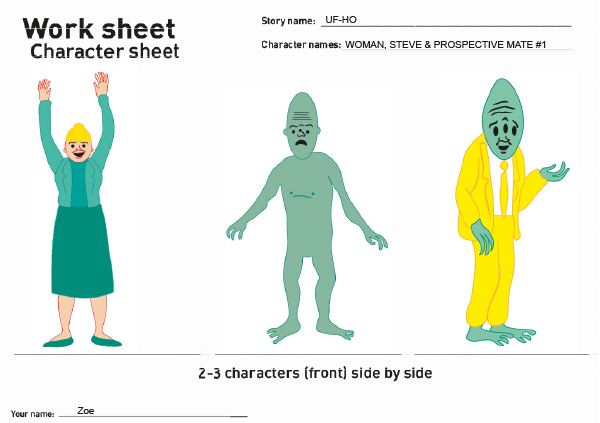 Work sheet
Character sheet
Story name: UF-HO
Character names: WOMAN, STEVE & PROSPECTIVE MATE #1
2-3 characters (front) side by side
Your name: Zoe